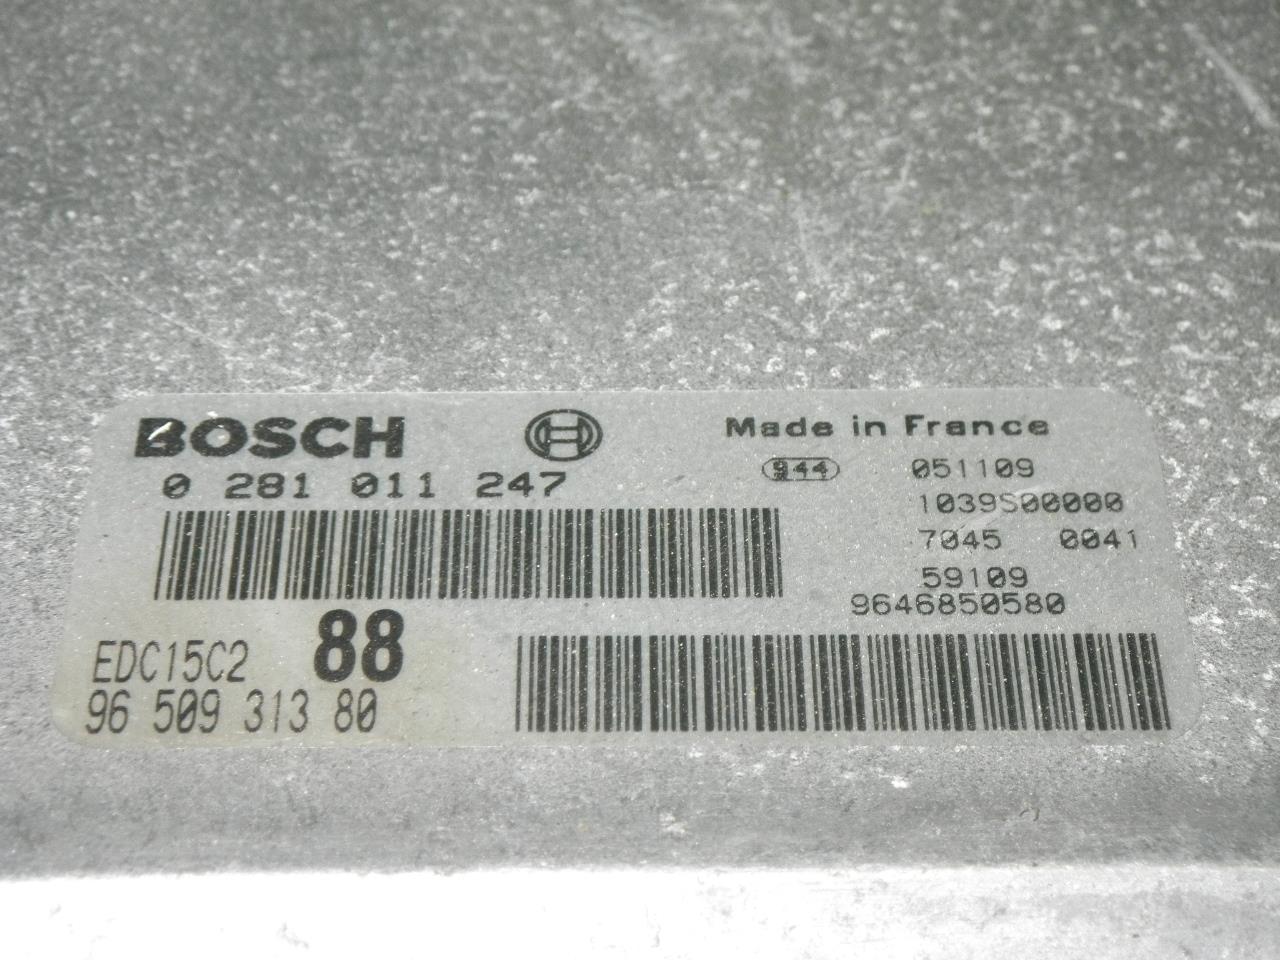 BOSCH
Made in France
0 281 011 247
944
051109
1039S00000
7045 0041
59109
9646850580
EDC15C2 88
96 509 313 80